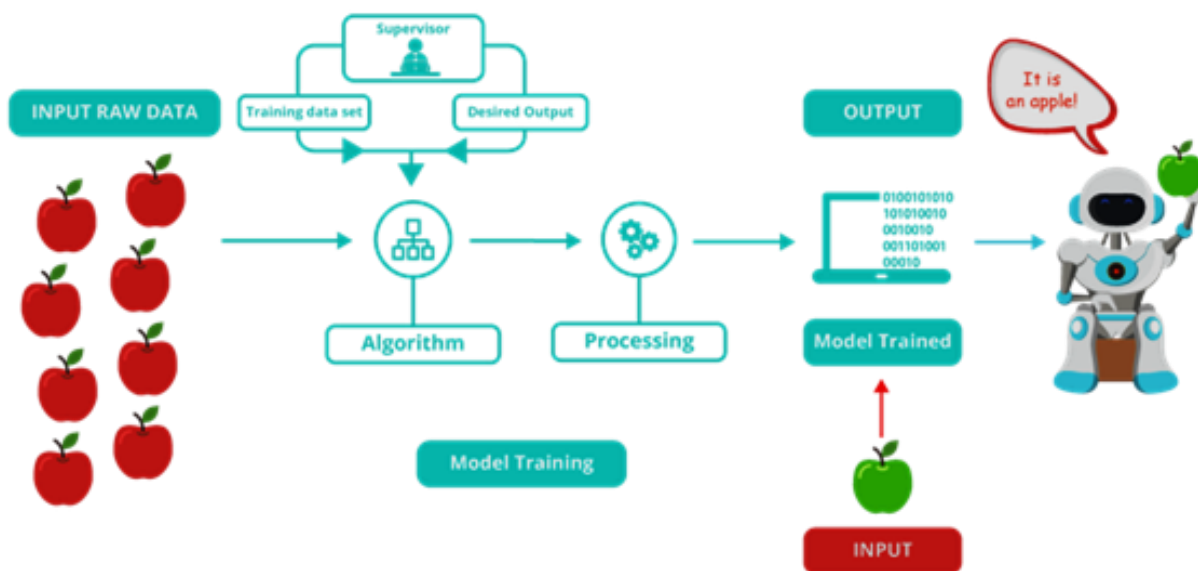 Supervisor
INPUT RAW DATA
Training data set
Desired Output
OUTPUT
It is
an apple!
0100101010
101010010
0010010
001101001
00010
Algorithm
Processing
Model Trained
Model Training
INPUT